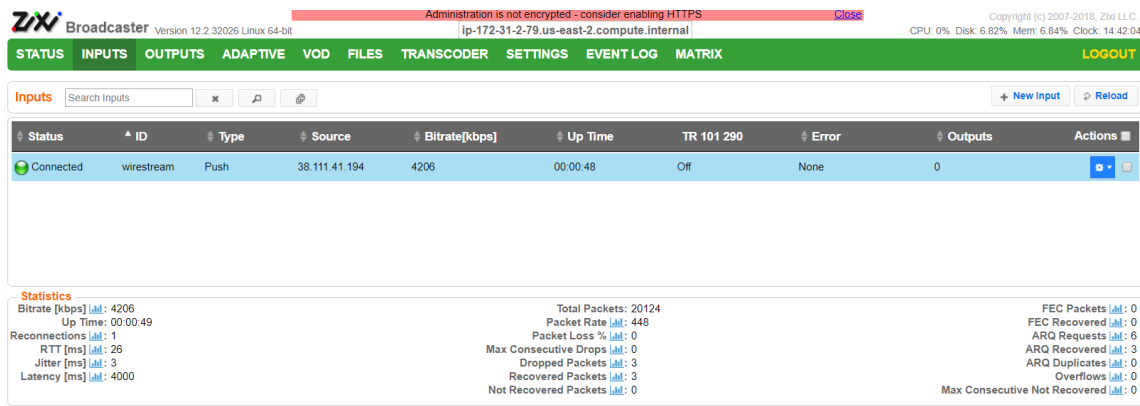 Administration is not encrypted - consider enabling HTTPS Close
Copyright (c) 2007-2018, Zixi LLC.
ZiXi Broadcaster Version 12.2.32026 Linux 64-bit
ip-172-31-2-79.us-east-2.compute.internal
CPU: 0% Disk: 6.82% Mem: 6.84% Clock: 14:42:04
STATUS INPUTS OUTPUTS ADAPTIVE VOD FILES TRANSCODER SETTINGS EVENT LOG MATRIX LOGOUT
Inputs Search Inputs + New Input Reload
Status ID Type Source Bitrate[kbps] Up Time TR 101 290 Error Outputs Actions
Connected wirestream Push 38.111.41.194 4206 00:00:48 Off None 0
Statistics
Bitrate [kbps] : 4206
Up Time: 00:00:49
Reconnections : 1
RTT [ms] : 26
Jitter [ms] : 3
Latency [ms] : 4000
Total Packets: 20124
Packet Rate : 448
Packet Loss % : 0
Max Consecutive Drops : 0
Dropped Packets : 3
Recovered Packets : 3
Not Recovered Packets : 0
FEC Packets : 0
FEC Recovered : 0
ARQ Requests : 6
ARQ Recovered : 3
ARQ Duplicates : 0
Overflows : 0
Max Consecutive Not Recovered : 0